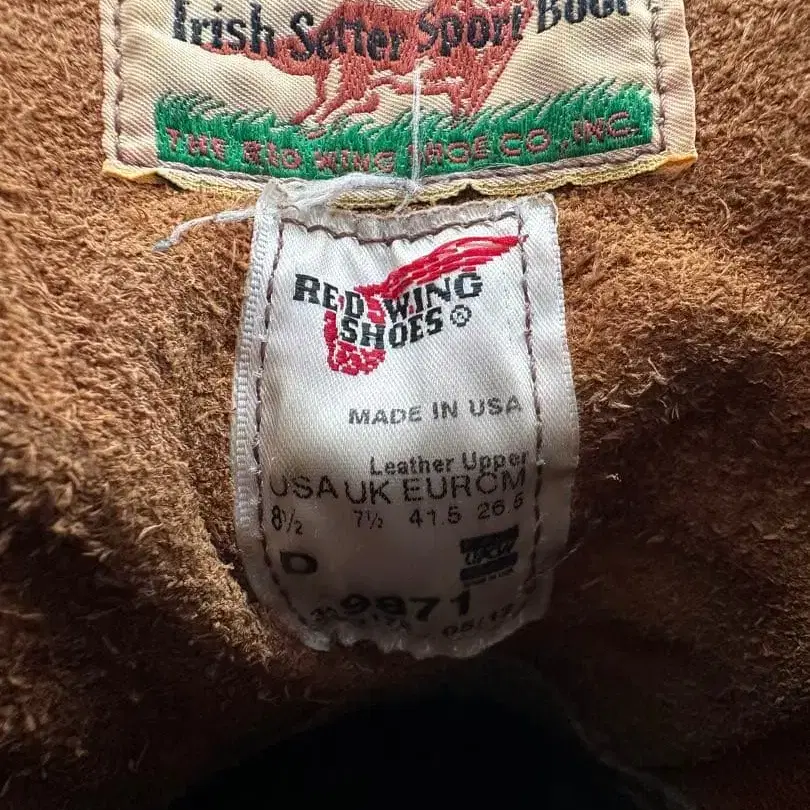 Irish Setter Sport Boot
THE RED WING SHOE CO., INC.
RED WING
SHOES ®
MADE IN USA
Leather Upper
USA UK EUR CM
8½ 7½ 41.5 26.5
D
UFCW
9871